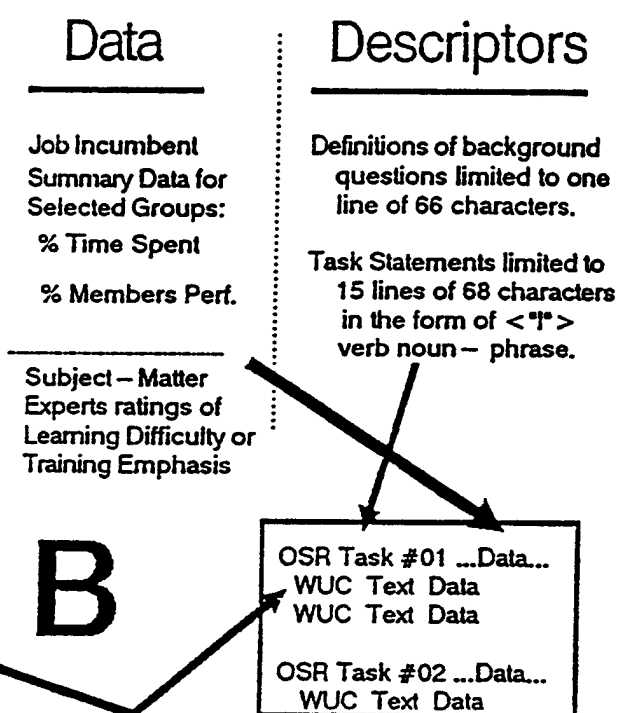 Data
Job Incumbent
Summary Data for
Selected Groups:
% Time Spent
% Members Perf.
Subject – Matter
Experts ratings of
Learning Difficulty or
Training Emphasis
Descriptors
Definitions of background
questions limited to one
line of 66 characters.
Task Statements limited to
15 lines of 68 characters
in the form of < "I" >
verb noun – phrase.
B
OSR Task #01 ...Data...
WUC Text Data
WUC Text Data
OSR Task #02 ...Data...
WUC Text Data